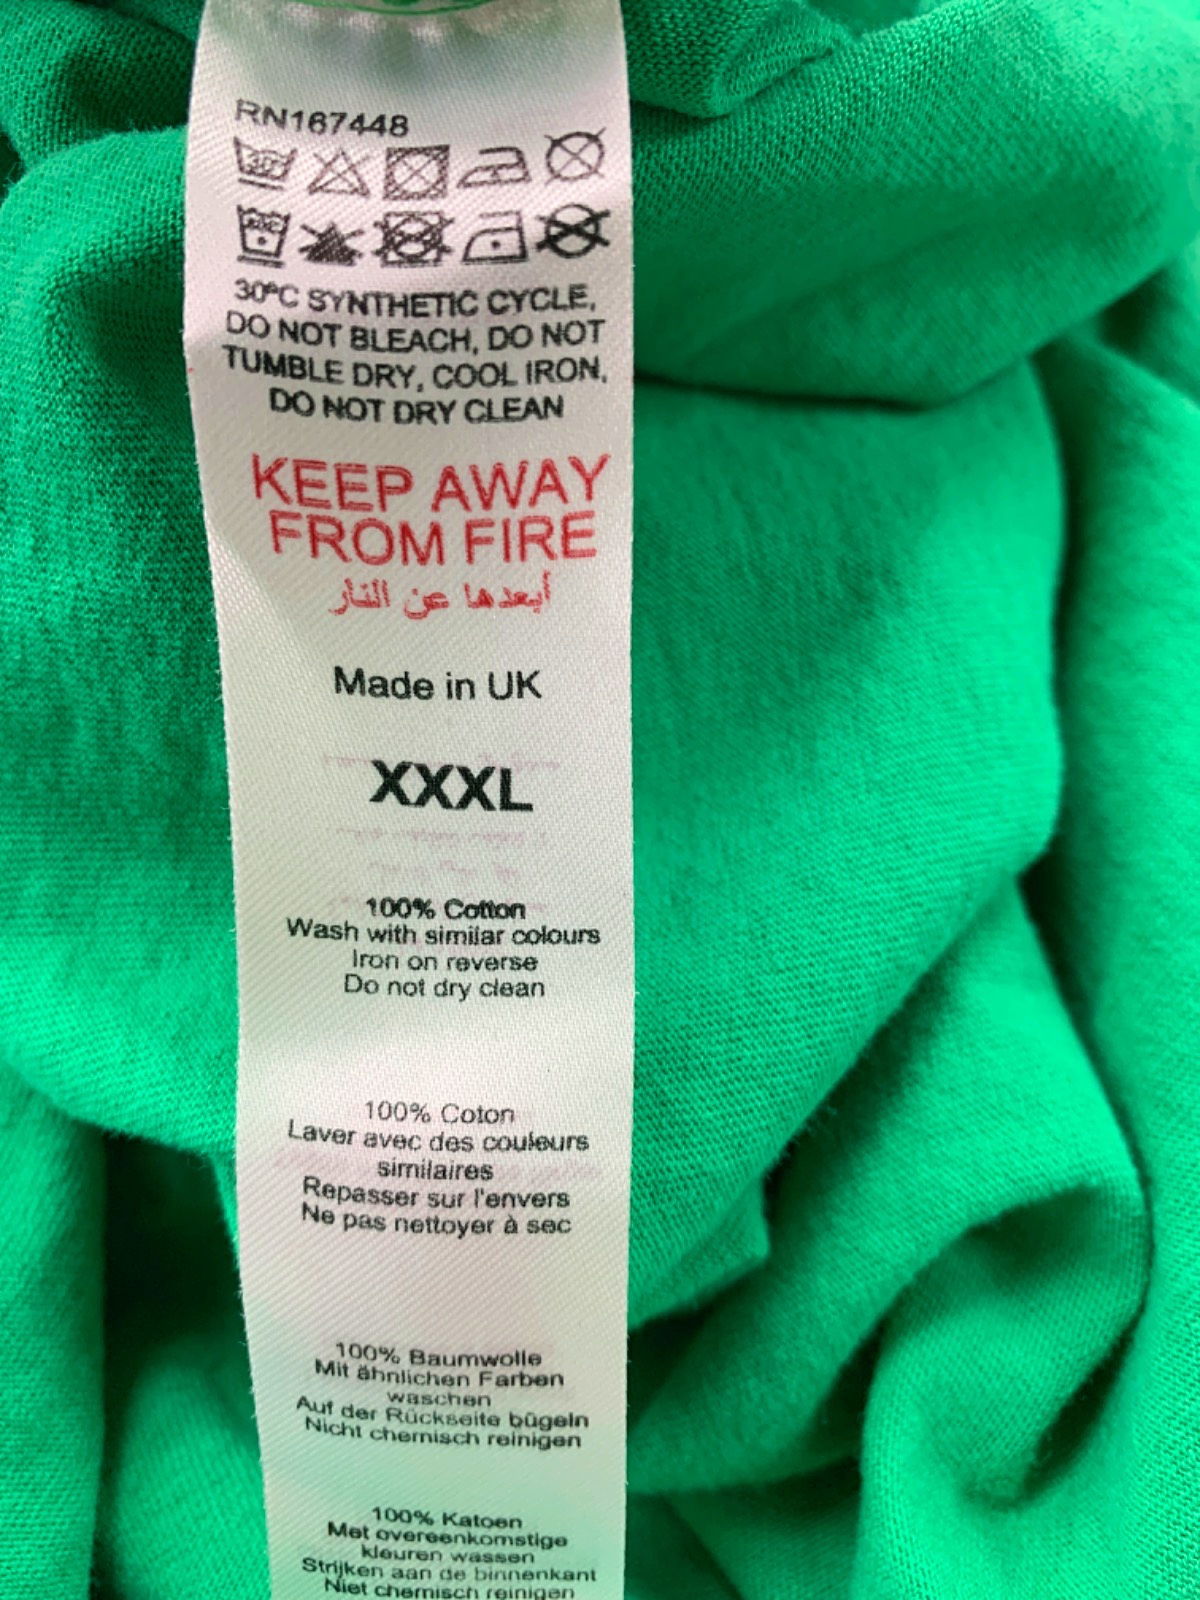 RN167448
30°
30°C SYNTHETIC CYCLE,
DO NOT BLEACH, DO NOT
TUMBLE DRY, COOL IRON,
DO NOT DRY CLEAN
KEEP AWAY
FROM FIRE
أبعدها عن النار
Made in UK
XXXL
100% Cotton
Wash with similar colours
Iron on reverse
Do not dry clean
100% Coton
Laver avec des couleurs
similaires
Repasser sur l'envers
Ne pas nettoyer à sec
100% Baumwolle
Mit ähnlichen Farben
waschen
Auf der Rückseite bügeln
Nicht chemisch reinigen
100% Katoen
Met overeenkomstige
kleuren wassen
Strijken aan de binnenkant
Niet chemisch reinigen